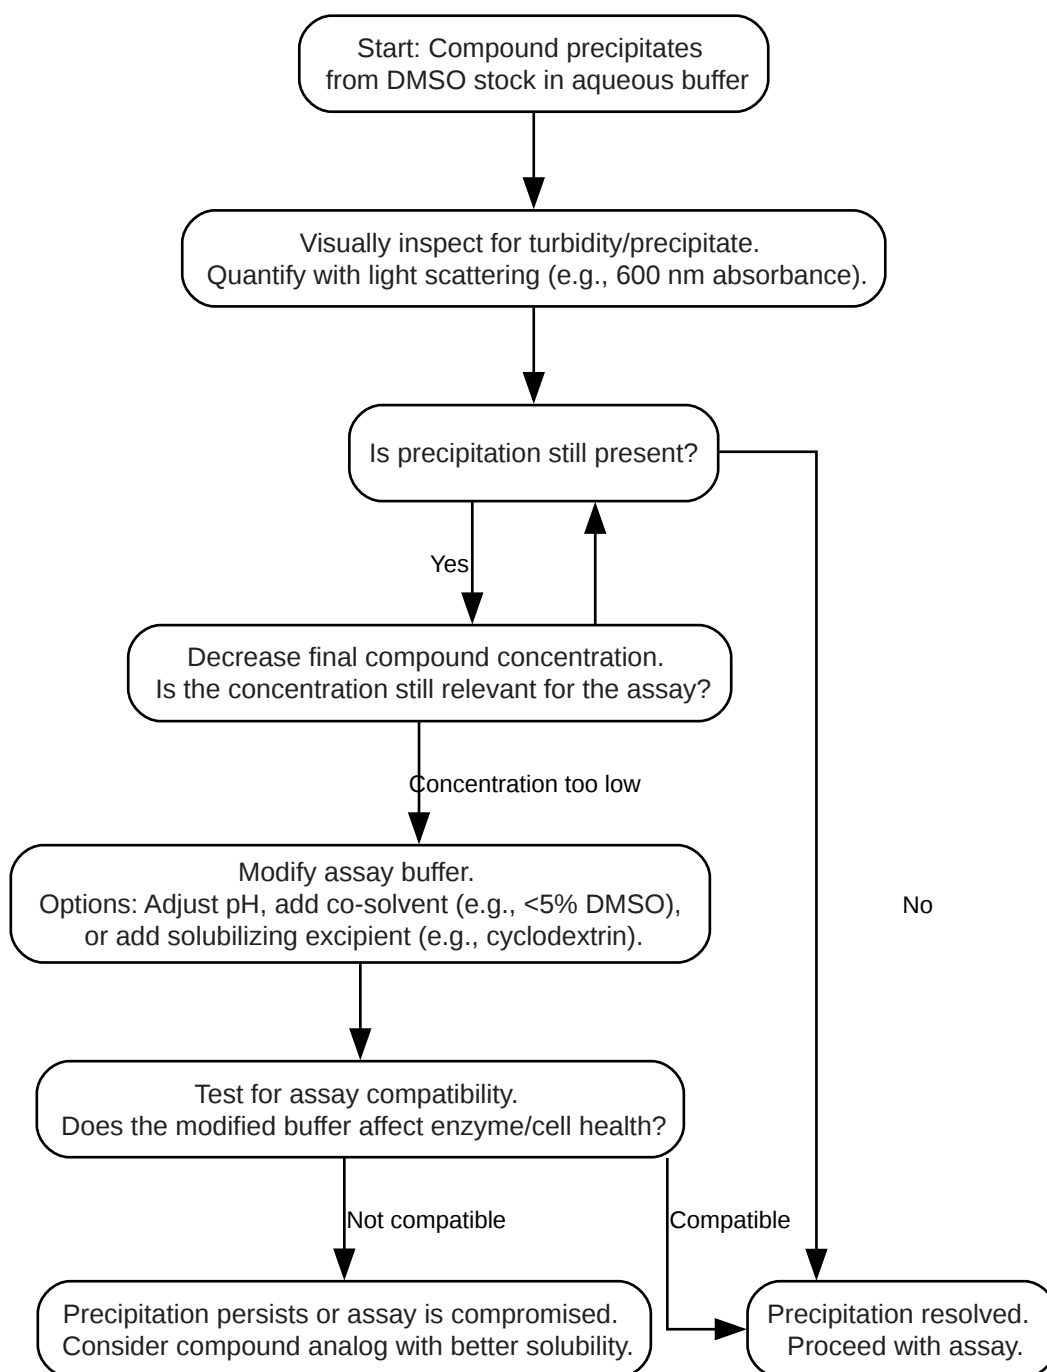 Start: Compound precipitates
from DMSO stock in aqueous buffer
Visually inspect for turbidity/precipitate.
Quantify with light scattering (e.g., 600 nm absorbance).
Is precipitation still present?
Yes
Decrease final compound concentration.
Is the concentration still relevant for the assay?
Concentration too low
Modify assay buffer.
Options: Adjust pH, add co-solvent (e.g., <5% DMSO),
or add solubilizing excipient (e.g., cyclodextrin).
No
Test for assay compatibility.
Does the modified buffer affect enzyme/cell health?
Not compatible
Compatible
Precipitation persists or assay is compromised.
Consider compound analog with better solubility.
Precipitation resolved.
Proceed with assay.